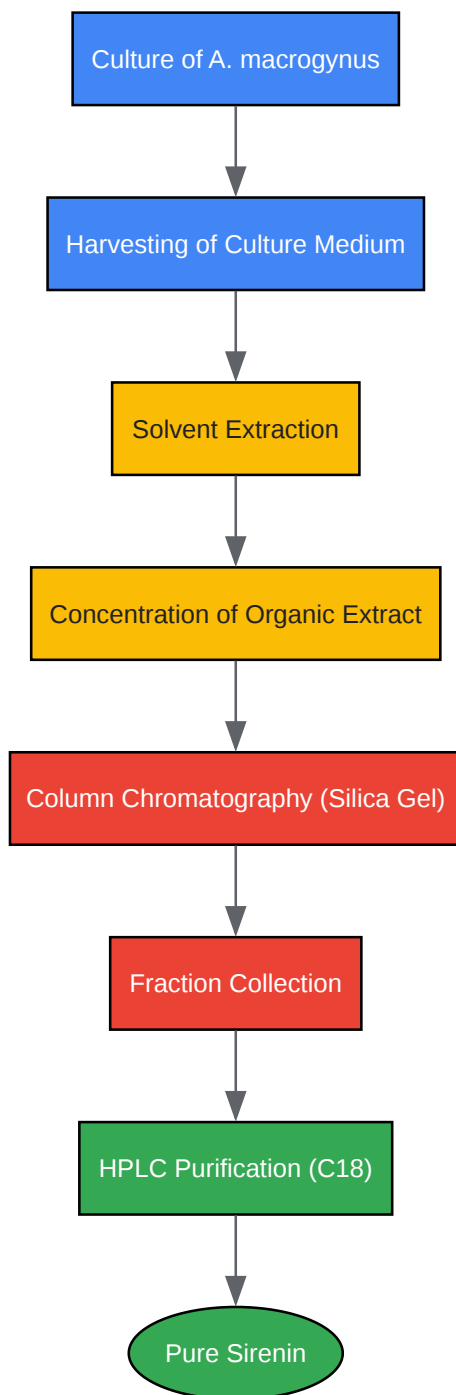 Culture of A. macrogynus
Harvesting of Culture Medium
Solvent Extraction
Concentration of Organic Extract
Column Chromatography (Silica Gel)
Fraction Collection
HPLC Purification (C18)
Pure Sirenin